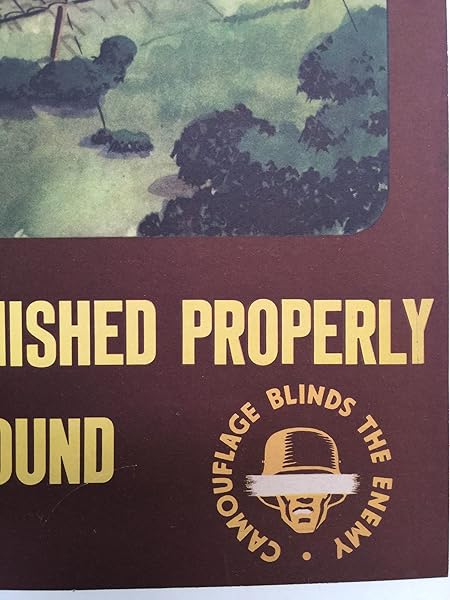 NISHED PROPERLY
OUND
CAMOUFLAGE BLINDS THE ENEMY •